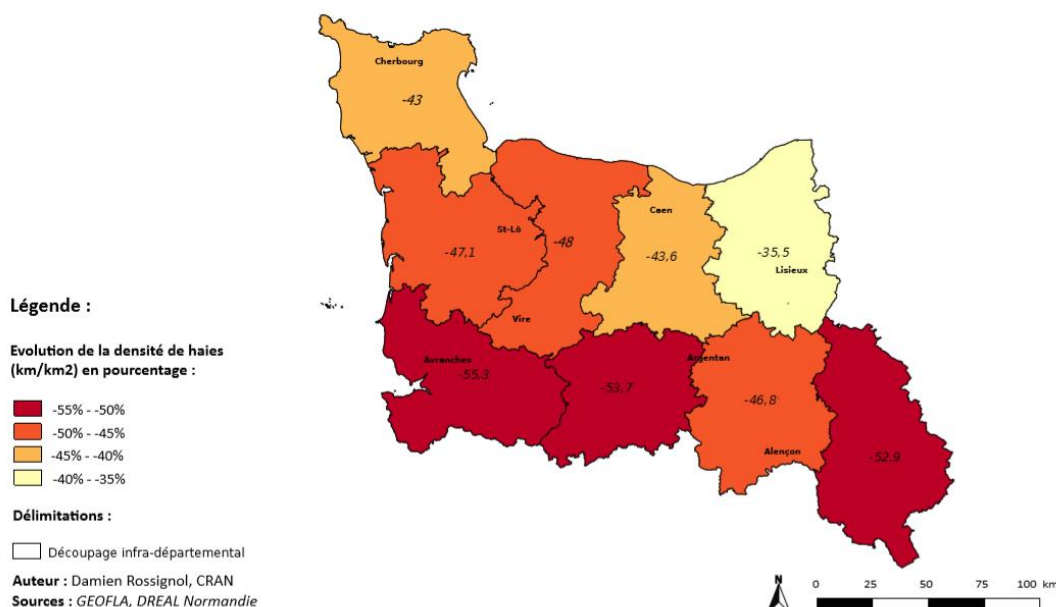 Cherbourg
-43
St-Lô
-47,1
-48
Caen
-43,6
-35,5
Lisieux
Vire
Avranches
-55,3
-53,7
Argentan
-46,8
Alençon
-52,9
Légende :
Evolution de la densité de haies
(km/km2) en pourcentage :
-55% - -50%
-50% - -45%
-45% - -40%
-40% - -35%
Délimitations :
Découpage infra-départemental
Auteur : Damien Rossignol, CRAN
Sources : GEOFLA, DREAL Normandie
N
0 25 50 75 100 km